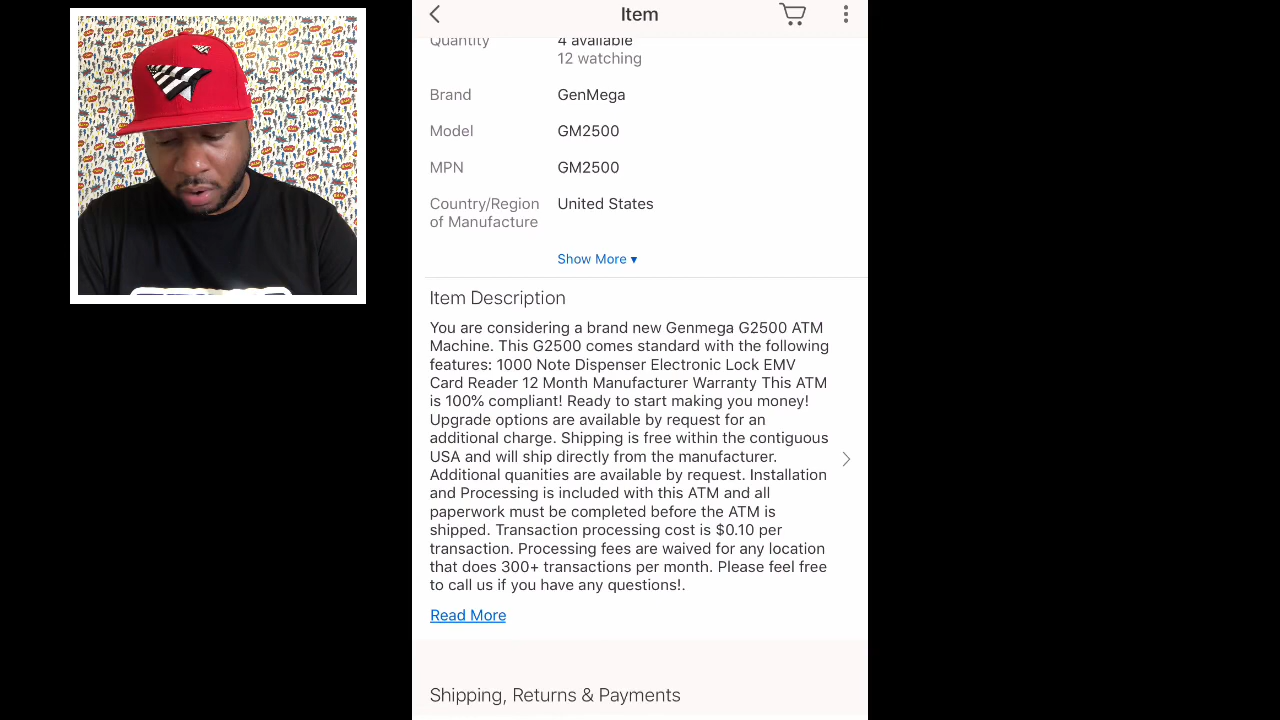 Item
Quantity 4 available
12 watching
Brand GenMega
Model GM2500
MPN GM2500
Country/Region United States
of Manufacture
Show More ▾
Item Description
You are considering a brand new Genmega G2500 ATM
Machine. This G2500 comes standard with the following
features: 1000 Note Dispenser Electronic Lock EMV
Card Reader 12 Month Manufacturer Warranty This ATM
is 100% compliant! Ready to start making you money!
Upgrade options are available by request for an
additional charge. Shipping is free within the contiguous
USA and will ship directly from the manufacturer.
Additional quanities are available by request. Installation
and Processing is included with this ATM and all
paperwork must be completed before the ATM is
shipped. Transaction processing cost is $0.10 per
transaction. Processing fees are waived for any location
that does 300+ transactions per month. Please feel free
to call us if you have any questions!.
Read More
Shipping, Returns & Payments